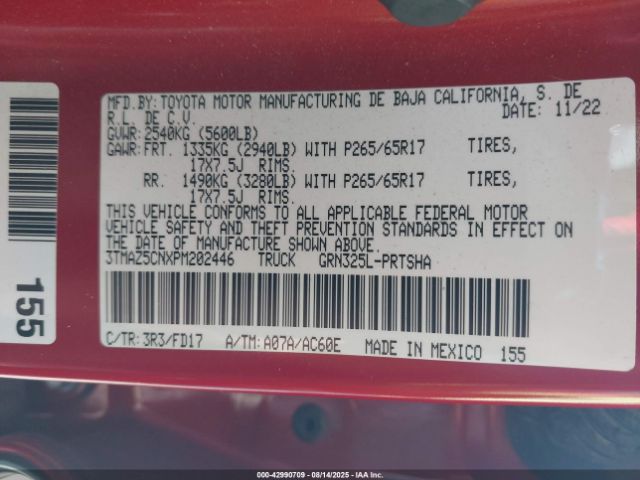 MFD.BY:TOYOTA MOTOR MANUFACTURING DE BAJA CALIFORNIA, S. DE
R.L. DE C.V. DATE: 11/22
GVWR:2540KG (5600LB)
GAWR:FRT. 1335KG (2940LB) WITH P265/65R17 TIRES,
17X7.5J RIMS.
RR. 1490KG (3280LB) WITH P265/65R17 TIRES,
17X7.5J RIMS.
THIS VEHICLE CONFORMS TO ALL APPLICABLE FEDERAL MOTOR
VEHICLE SAFETY AND THEFT PREVENTION STANDARDS IN EFFECT ON
THE DATE OF MANUFACTURE SHOWN ABOVE.
3TMAZ5CNXPM202446 TRUCK GRN325L-PRTSHA
C/TR:3R3/FD17 A/TM:A07A/AC60E MADE IN MEXICO 155
155
00-42990709 - 08/14/2025 - IAA Inc. - Copart, Inc.